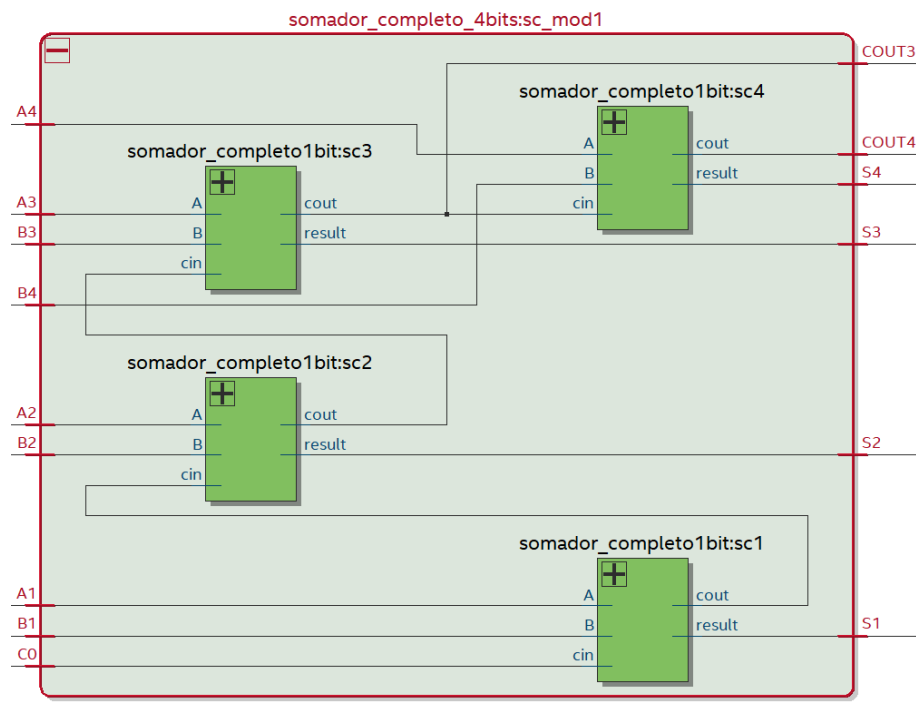 somador_completo_4bits:sc_mod1
COUT3
somador_completo1bit:sc4
A4
A
cout
COUT4
B
result
S4
cin
somador_completo1bit:sc3
A3
A
cout
B3
B
result
S3
cin
B4
somador_completo1bit:sc2
A2
A
cout
B2
B
result
S2
cin
somador_completo1bit:sc1
A1
A
cout
B1
B
result
S1
C0
cin